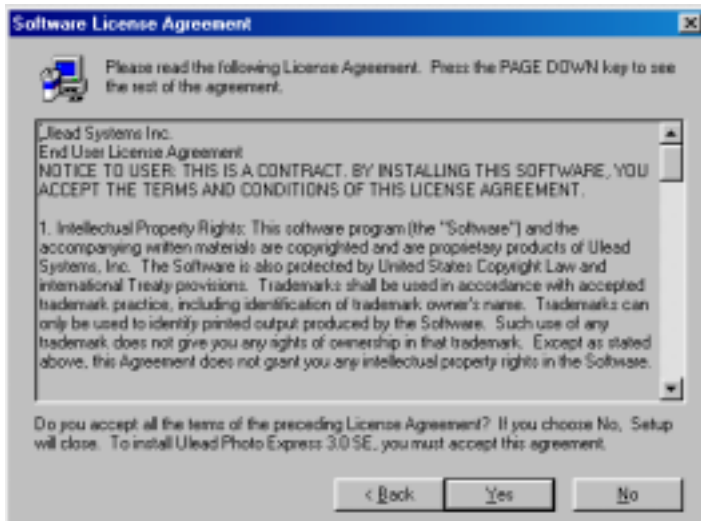 Software License Agreement
Please read the following License Agreement. Press the PAGE DOWN key to see
the rest of the agreement.
Ulead Systems Inc.
End User License Agreement
NOTICE TO USER: THIS IS A CONTRACT. BY INSTALLING THIS SOFTWARE, YOU
ACCEPT THE TERMS AND CONDITIONS OF THIS LICENSE AGREEMENT.
1. Intellectual Property Rights: This software program (the "Software") and the
accompanying written materials are copyrighted and are proprietary products of Ulead
Systems, Inc. The Software is also protected by United States Copyright Law and
international Treaty provisions. Trademarks shall be used in accordance with accepted
trademark practice, including identification of trademark owner's name. Trademarks can
only be used to identify printed output produced by the Software. Such use of any
trademark does not give you any rights of ownership in that trademark. Except as stated
above, this Agreement does not grant you any intellectual property rights in the Software.
Do you accept all the terms of the preceding License Agreement? If you choose No, Setup
will close. To install Ulead Photo Express 3.0 SE, you must accept this agreement.
< Back
Yes
No